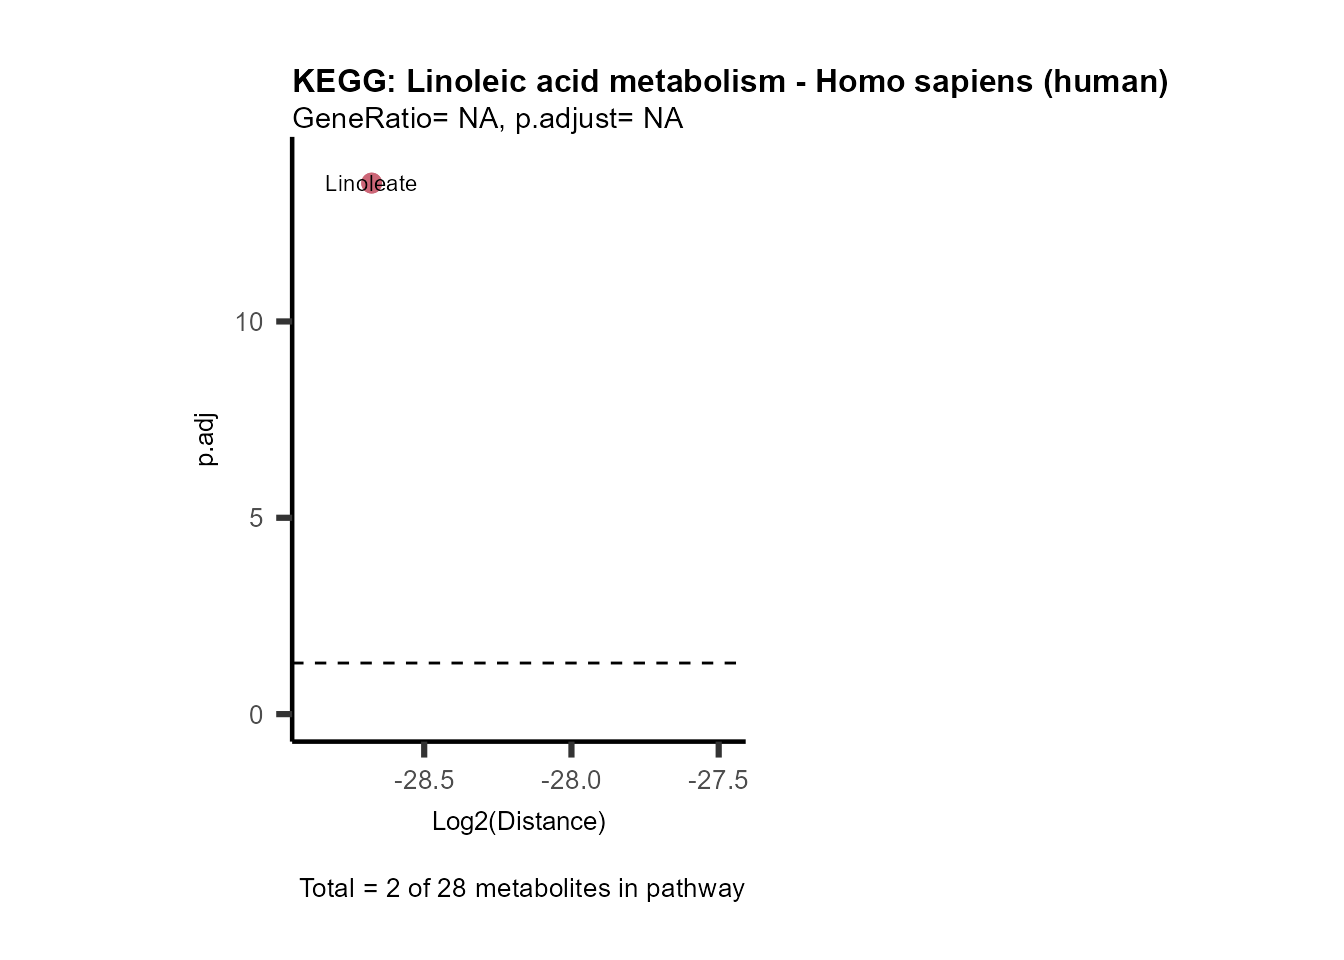 KEGG: Linoleic acid metabolism - Homo sapiens (human)
GeneRatio= NA, p.adjust= NA
Linoleate
10
p.adj
5
0
-28.5 -28.0 -27.5
Log2(Distance)
Total = 2 of 28 metabolites in pathway